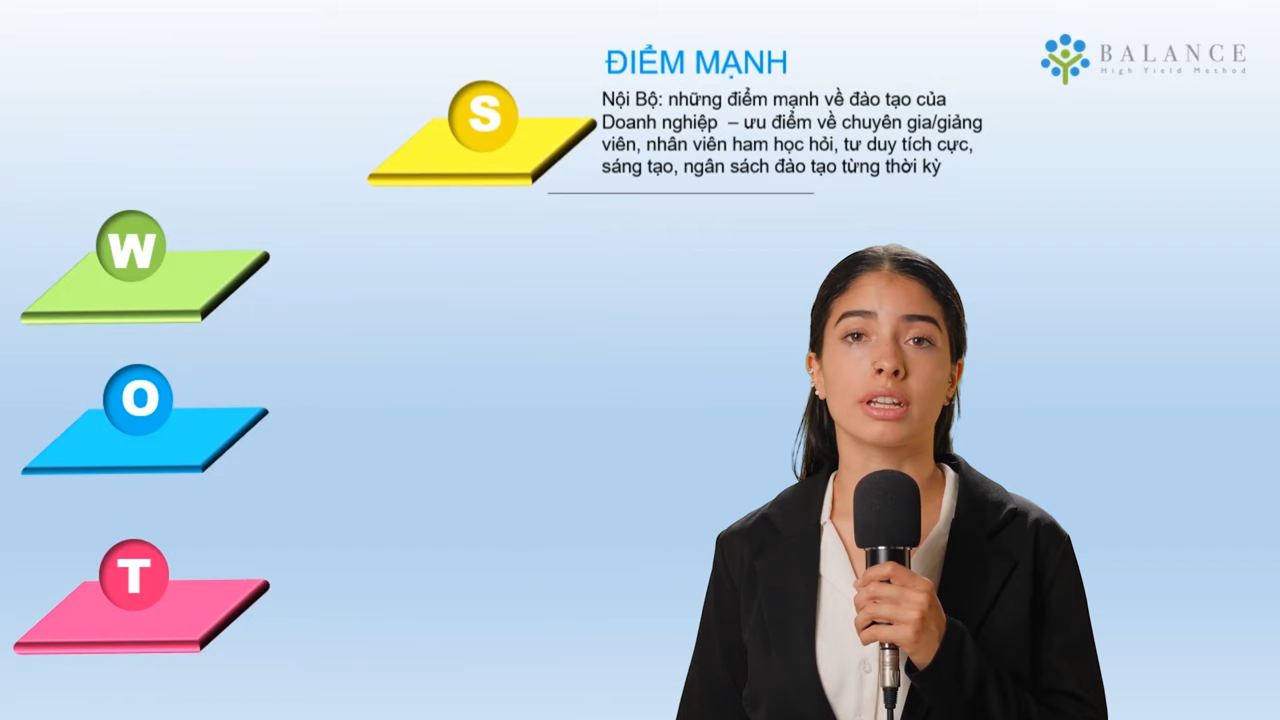 ĐIỂM MẠNH
BALANCE
High Yield Method
S
Nội Bộ: những điểm mạnh về đào tạo của
Doanh nghiệp – ưu điểm về chuyên gia/giảng
viên, nhân viên ham học hỏi, tư duy tích cực,
sáng tạo, ngân sách đào tạo từng thời kỳ
W
O
T